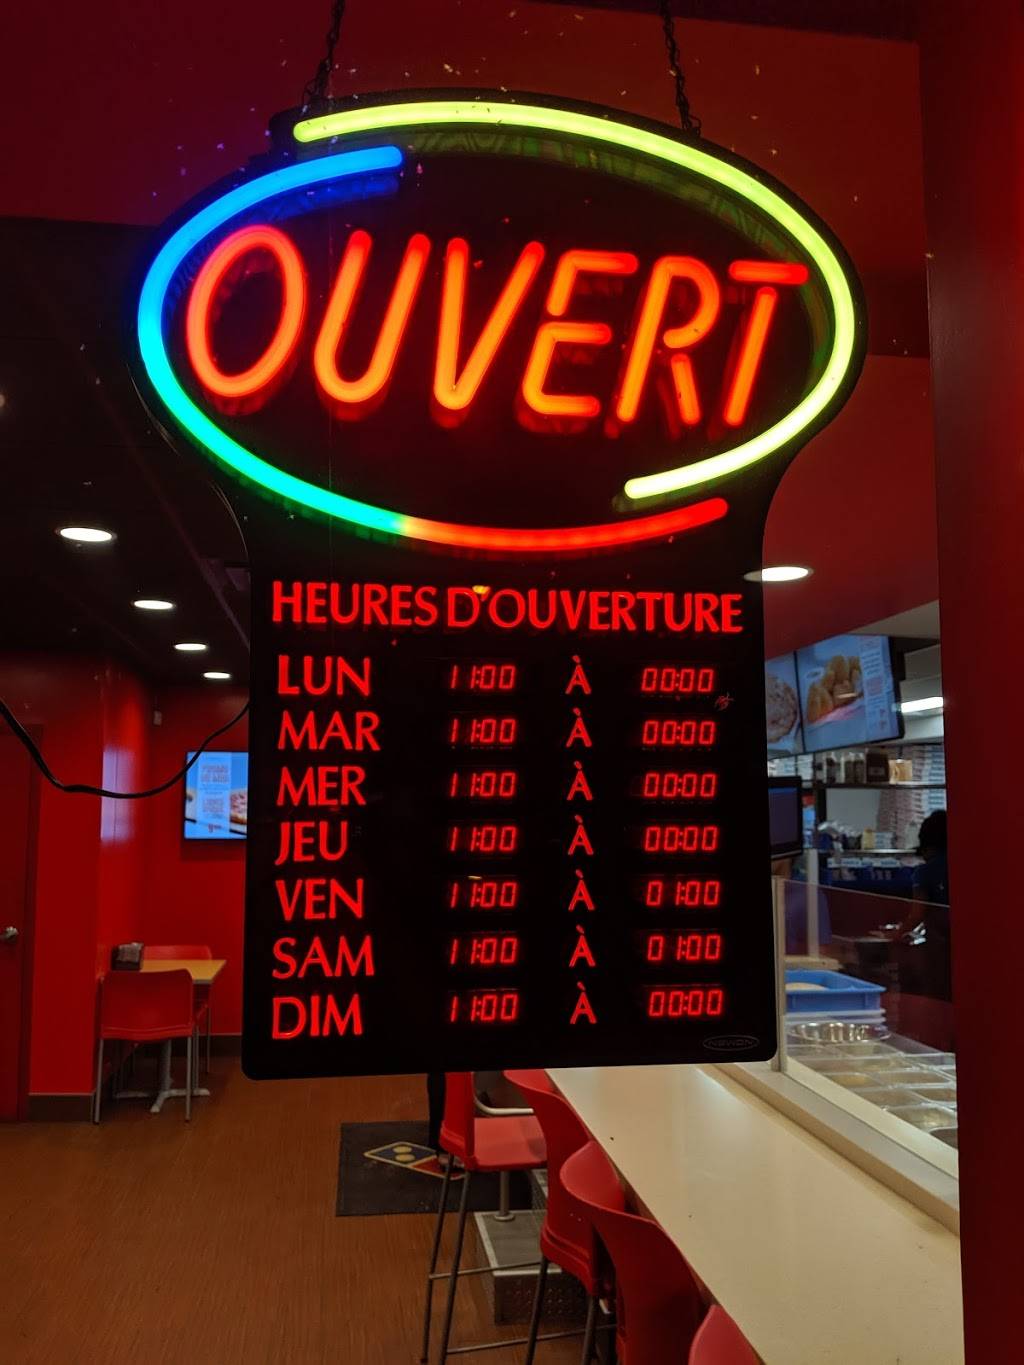 OUVERT
HEURES D'OUVERTURE
LUN 11:00 À 00:00
MAR 11:00 À 00:00
MER 11:00 À 00:00
JEU 11:00 À 00:00
VEN 11:00 À 01:00
SAM 11:00 À 01:00
DIM 11:00 À 00:00
NEWON